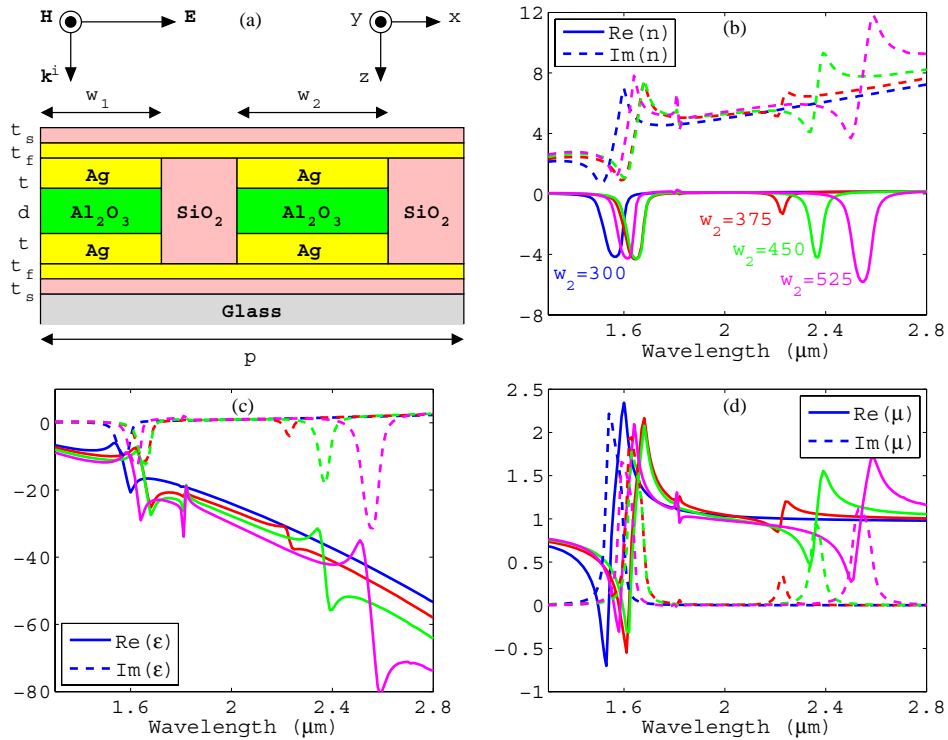 (a)
H E y x
k^i z
w_1 w_2
t_s
t_f
t Ag Ag
d Al_2O_3 SiO_2 Al_2O_3 SiO_2
t Ag Ag
t_f
t_s
Glass
p
(b)
Re(n)
Im(n)
12
8
4
0
−4
−8
w_2=375
w_2=450
w_2=300
w_2=525
1.6 2 2.4 2.8
Wavelength (μm)
(c)
0
−20
−40
−60
−80
Re(ε)
Im(ε)
1.6 2 2.4 2.8
Wavelength (μm)
(d)
Re(μ)
Im(μ)
2.5
2
1.5
1
0.5
0
−0.5
−1
1.6 2 2.4 2.8
Wavelength (μm)